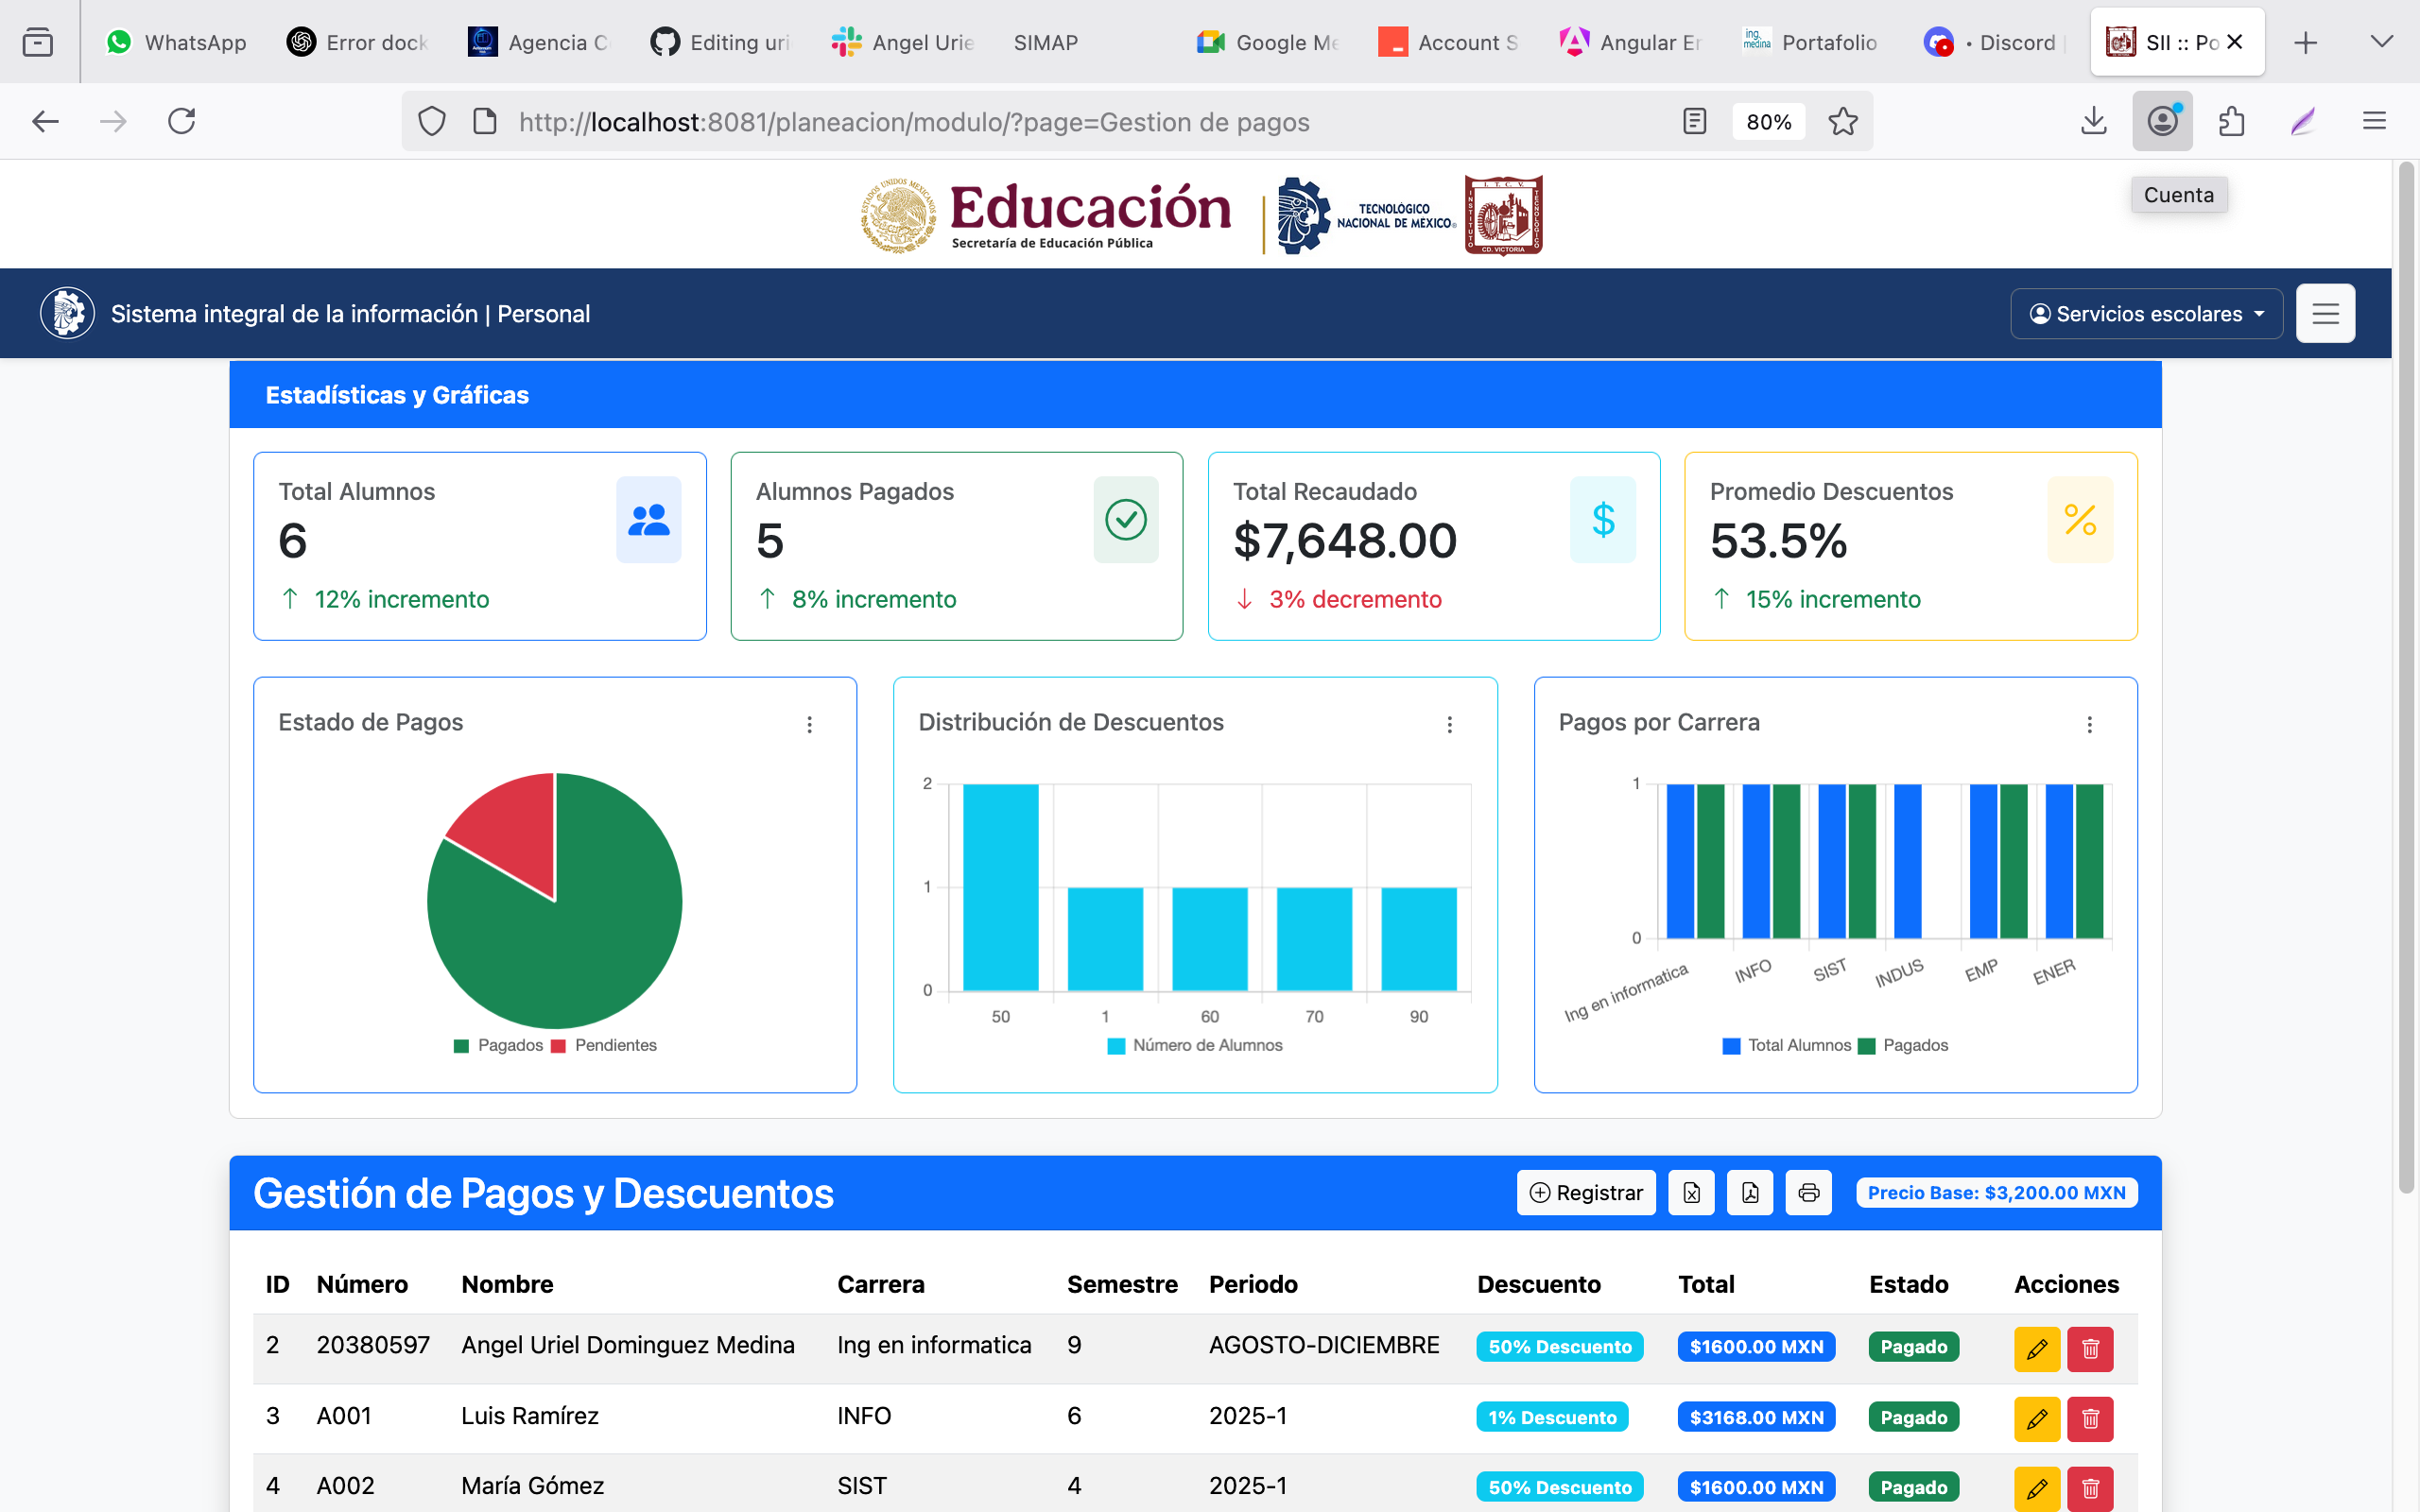 WhatsApp Error dock Agencia C Editing uri Angel Urie SIMAP Google Me Account S Angular Er Portafolio • Discord | SII :: Po
http://localhost:8081/planeacion/modulo/?page=Gestion de pagos 80%
Cuenta
ESTADOS UNIDOS MEXICANOS
Educación
Secretaría de Educación Pública
TECNOLÓGICO
NACIONAL DE MÉXICO
I. T. C. V.
INSTITUTO
TECNOLÓGICO
CD. VICTORIA
Sistema integral de la información | Personal Servicios escolares
Estadísticas y Gráficas
Total Alumnos
6
12% incremento
Alumnos Pagados
5
8% incremento
Total Recaudado
$7,648.00
3% decremento
$
Promedio Descuentos
53.5%
15% incremento
%
Estado de Pagos
Pagados Pendientes
Distribución de Descuentos
2
1
0
50 1 60 70 90
Número de Alumnos
Pagos por Carrera
1
0
Ing en informatica INFO SIST INDUS EMP ENER
Total Alumnos Pagados
Gestión de Pagos y Descuentos Registrar Precio Base: $3,200.00 MXN
ID Número Nombre Carrera Semestre Periodo Descuento Total Estado Acciones
2 20380597 Angel Uriel Dominguez Medina Ing en informatica 9 AGOSTO-DICIEMBRE 50% Descuento $1600.00 MXN Pagado
3 A001 Luis Ramírez INFO 6 2025-1 1% Descuento $3168.00 MXN Pagado
4 A002 María Gómez SIST 4 2025-1 50% Descuento $1600.00 MXN Pagado